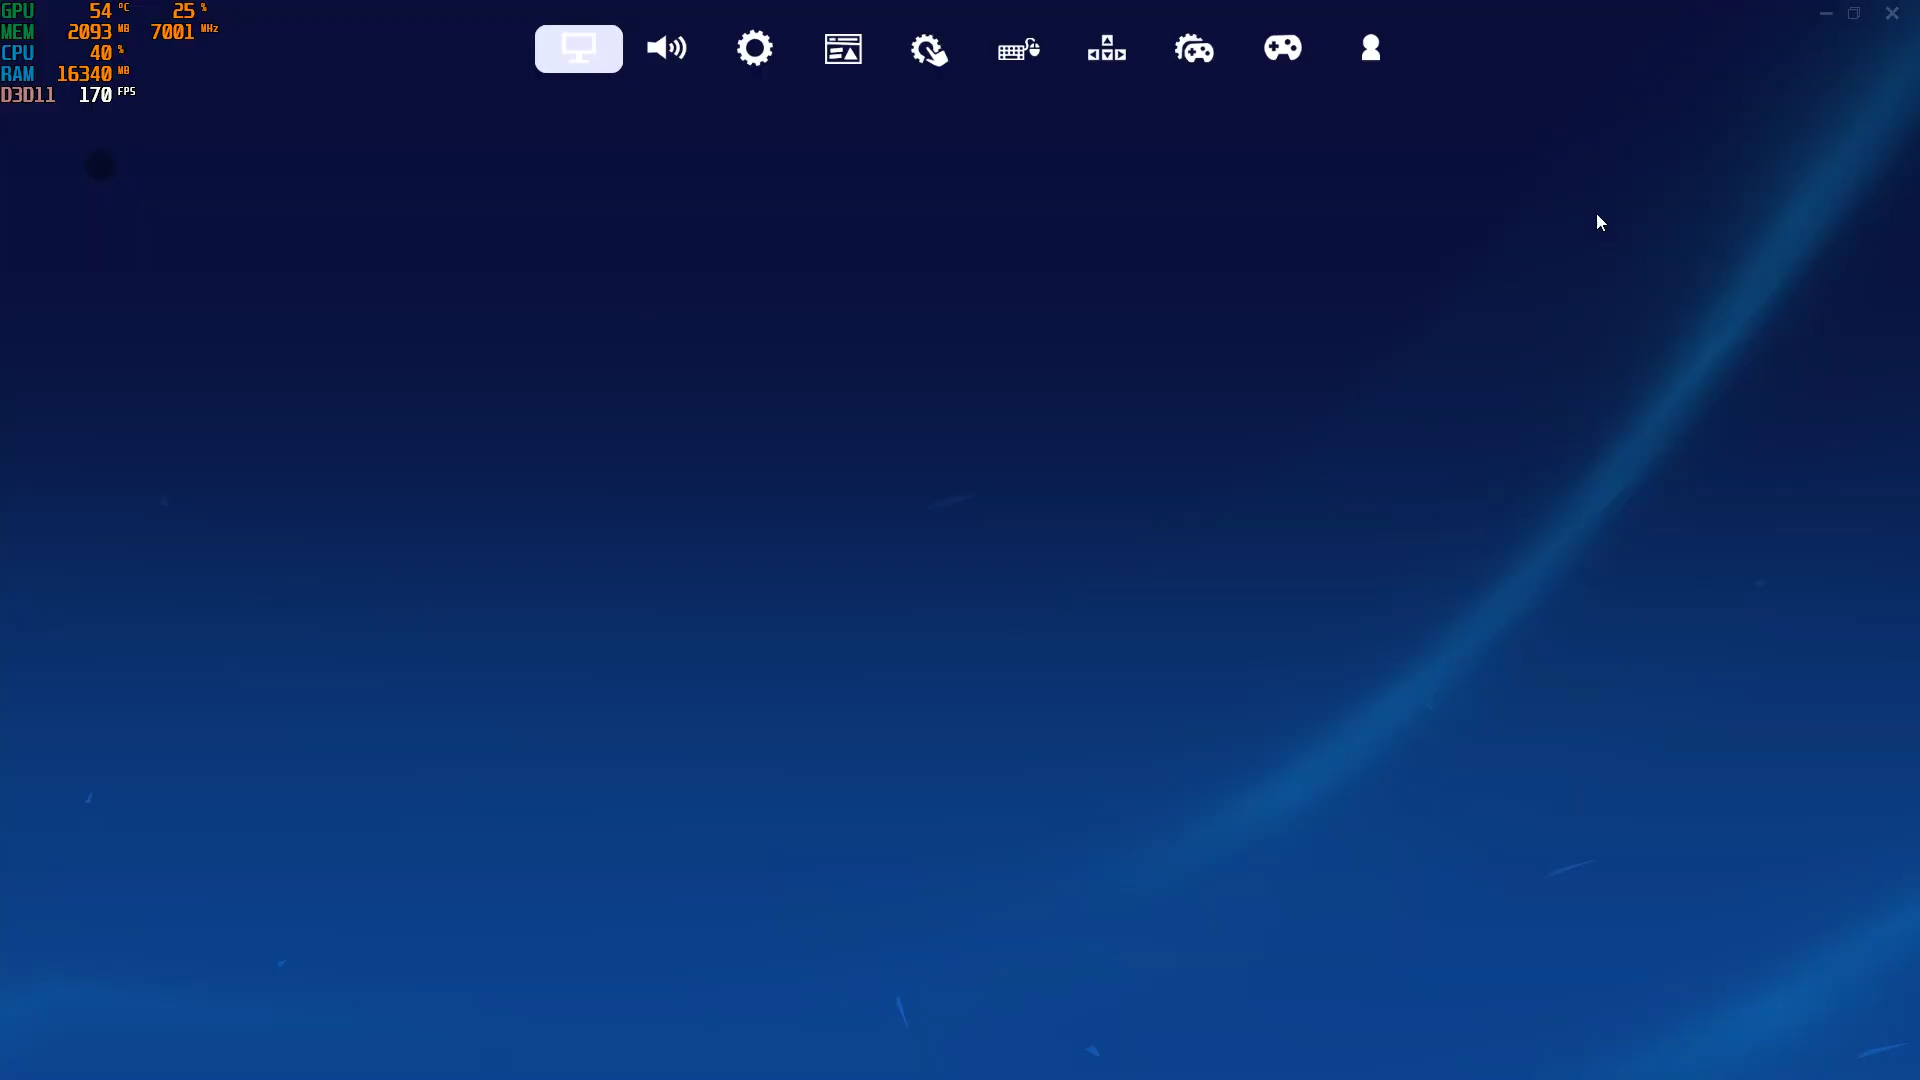 GPU 54 °C 25 %
MEM 2093 MB 7001 MHz
CPU 40 %
RAM 16340 MB
D3D11 170 FPS